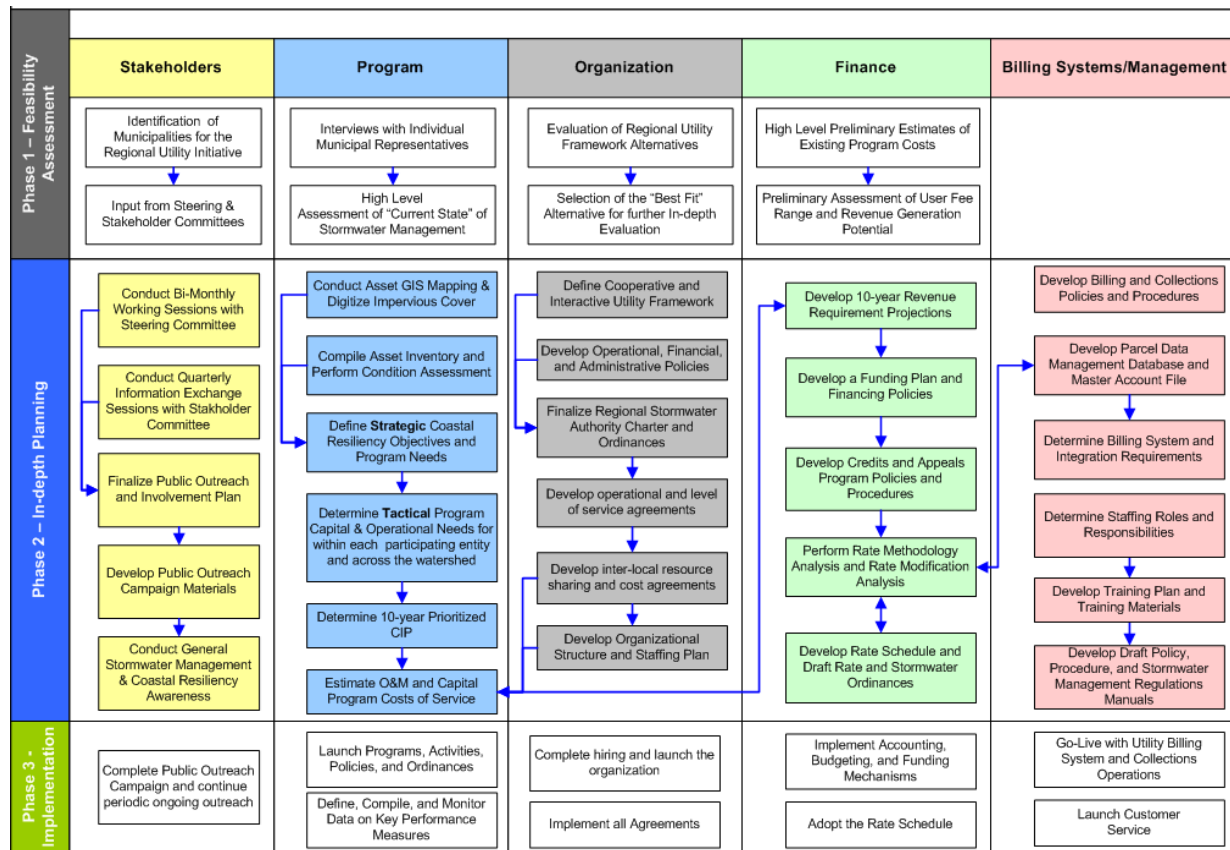 Phase 1 – Feasibility
Assessment
Stakeholders
Program
Organization
Finance
Billing Systems/Management
Identification of
Municipalities for the
Regional Utility Initiative
Interviews with Individual
Municipal Representatives
Evaluation of Regional Utility
Framework Alternatives
High Level Preliminary Estimates of
Existing Program Costs
Input from Steering &
Stakeholder Committees
High Level
Assessment of “Current State” of
Stormwater Management
Selection of the “Best Fit”
Alternative for further In-depth
Evaluation
Preliminary Assessment of User Fee
Range and Revenue Generation
Potential
Phase 2 – In-depth Planning
Conduct Bi-Monthly
Working Sessions with
Steering Committee
Conduct Quarterly
Information Exchange
Sessions with Stakholder
Committee
Finalize Public Outreach
and Involvement Plan
Develop Public Outreach
Campaign Materials
Conduct General
Stormwater Management
& Coastal Resiliency
Awareness
Conduct Asset GIS Mapping &
Digitize Impervious Cover
Compile Asset Inventory and
Perform Condition Assessment
Define Strategic Coastal
Resiliency Objectives and
Program Needs
Determine Tactical Program
Capital & Operational Needs for
within each participating entity
and across the watershed
Determine 10-year Prioritized
CIP
Estimate O&M and Capital
Program Costs of Service
Define Cooperative and
Interactive Utility Framework
Develop Operational, Financial,
and Administrative Policies
Finalize Regional Stormwater
Authority Charter and
Ordinances
Develop operational and level
of service agreements
Develop inter-local resource
sharing and cost agreements
Develop Organizational
Structure and Staffing Plan
Develop 10-year Revenue
Requirement Projections
Develop a Funding Plan and
Financing Policies
Develop Credits and Appeals
Program Policies and
Procedures
Perform Rate Methodology
Analysis and Rate Modification
Analysis
Develop Rate Schedule and
Draft Rate and Stormwater
Ordinances
Develop Billing and Collections
Policies and Procedures
Develop Parcel Data
Management Database and
Master Account File
Determine Billing System and
Integration Requirements
Determine Staffing Roles and
Responsibilities
Develop Training Plan and
Training Materials
Develop Draft Policy,
Procedure, and Stormwater
Management Regulations
Manuals
Phase 3 -
Implementation
Complete Public Outreach
Campaign and continue
periodic ongoing outreach
Launch Programs, Activities,
Policies, and Ordinances
Define, Compile, and Monitor
Data on Key Performance
Measures
Complete hiring and launch the
organization
Implement all Agreements
Implement Accounting,
Budgeting, and Funding
Mechanisms
Adopt the Rate Schedule
Go-Live with Utility Billing
System and Collections
Operations
Launch Customer
Service